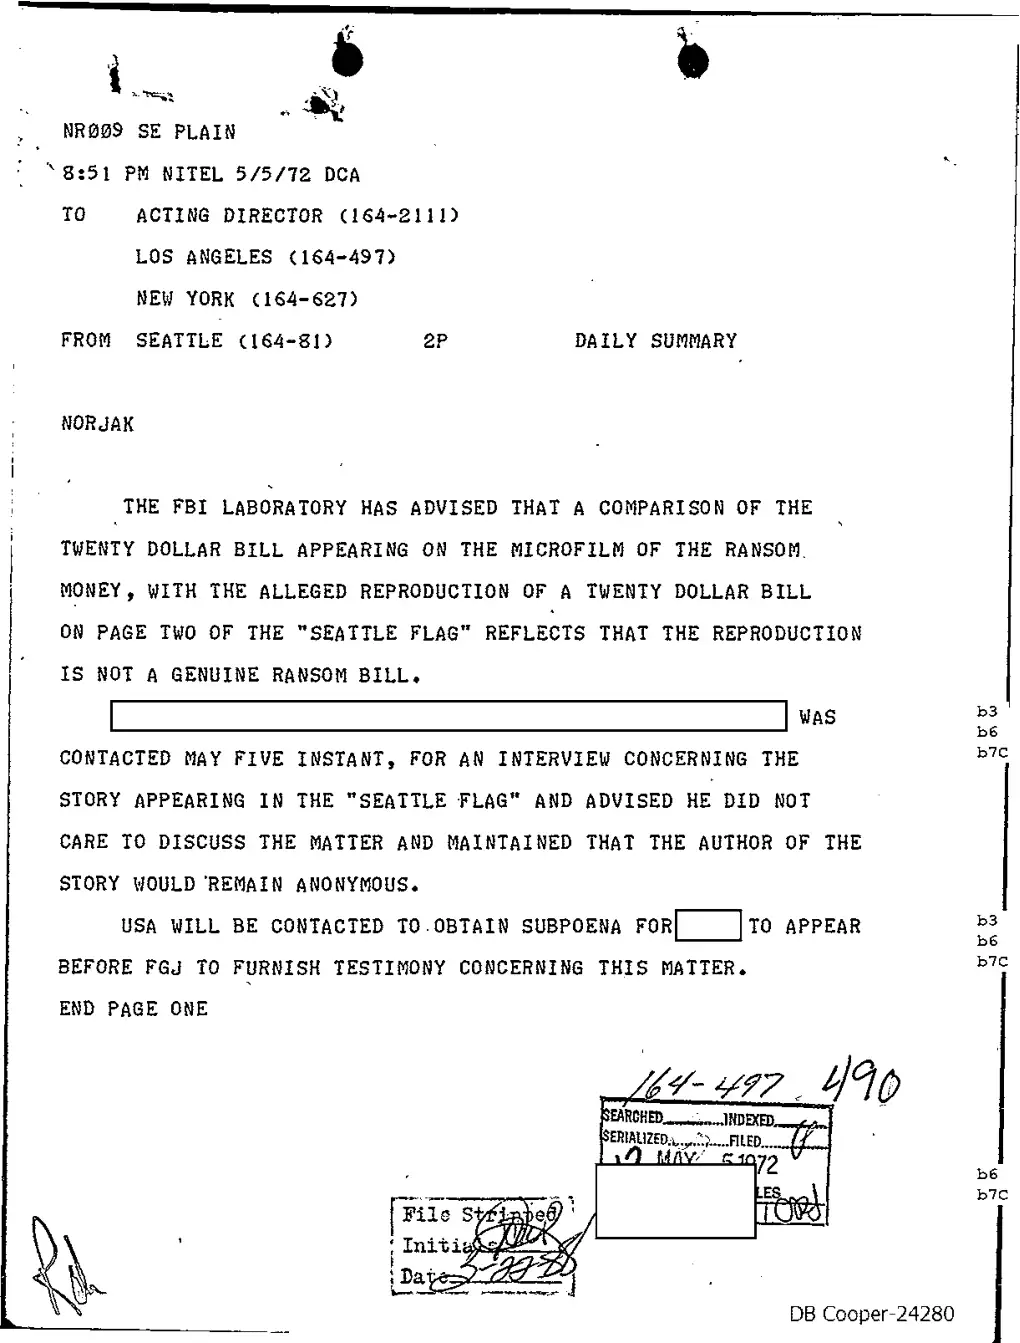 NR009 SE PLAIN
8:51 PM NITEL 5/5/72 DCA
TO ACTING DIRECTOR (164-2111)
LOS ANGELES (164-497)
NEW YORK (164-627)
FROM SEATTLE (164-81) 2P DAILY SUMMARY
NORJAK
THE FBI LABORATORY HAS ADVISED THAT A COMPARISON OF THE
TWENTY DOLLAR BILL APPEARING ON THE MICROFILM OF THE RANSOM
MONEY, WITH THE ALLEGED REPRODUCTION OF A TWENTY DOLLAR BILL
ON PAGE TWO OF THE "SEATTLE FLAG" REFLECTS THAT THE REPRODUCTION
IS NOT A GENUINE RANSOM BILL.
WAS
b3
b6
b7C
CONTACTED MAY FIVE INSTANT, FOR AN INTERVIEW CONCERNING THE
STORY APPEARING IN THE "SEATTLE FLAG" AND ADVISED HE DID NOT
CARE TO DISCUSS THE MATTER AND MAINTAINED THAT THE AUTHOR OF THE
STORY WOULD REMAIN ANONYMOUS.
USA WILL BE CONTACTED TO OBTAIN SUBPOENA FOR TO APPEAR
b3
b6
b7C
BEFORE FGJ TO FURNISH TESTIMONY CONCERNING THIS MATTER.
END PAGE ONE
164-497-490
SEARCHED INDEXED
SERIALIZED FILED
MAY 5 1972
b6
b7C
File Stripped
Initials
Date 5-22-85
DB Cooper-24280